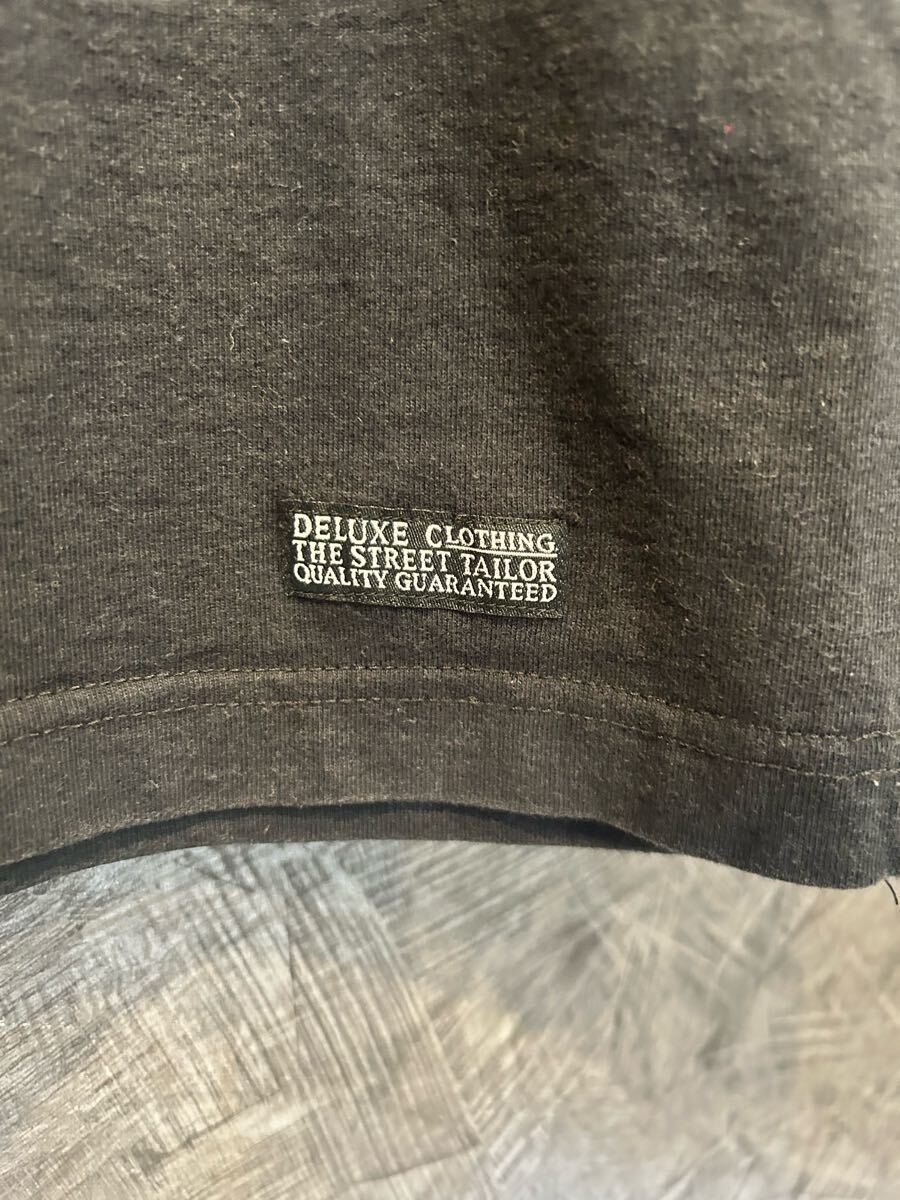 DELUXE CLOTHING
THE STREET TAILOR
QUALITY GUARANTEED